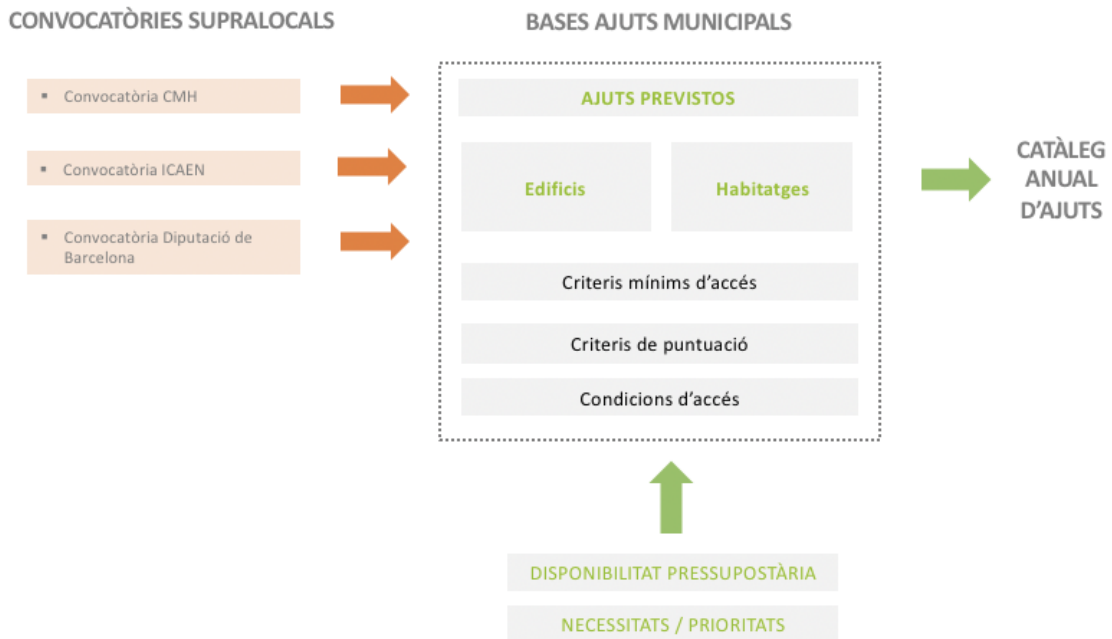 CONVOCATÒRIES SUPRALOCALS
▪ Convocatòria CMH
▪ Convocatòria ICAEN
▪ Convocatòria Diputació de
Barcelona
BASES AJUTS MUNICIPALS
AJUTS PREVISTOS
Edificis
Habitatges
Criteris mínims d’accés
Criteris de puntuació
Condicions d’accés
CATÀLEG
ANUAL
D’AJUTS
DISPONIBILITAT PRESSUPOSTÀRIA
NECESSITATS / PRIORITATS